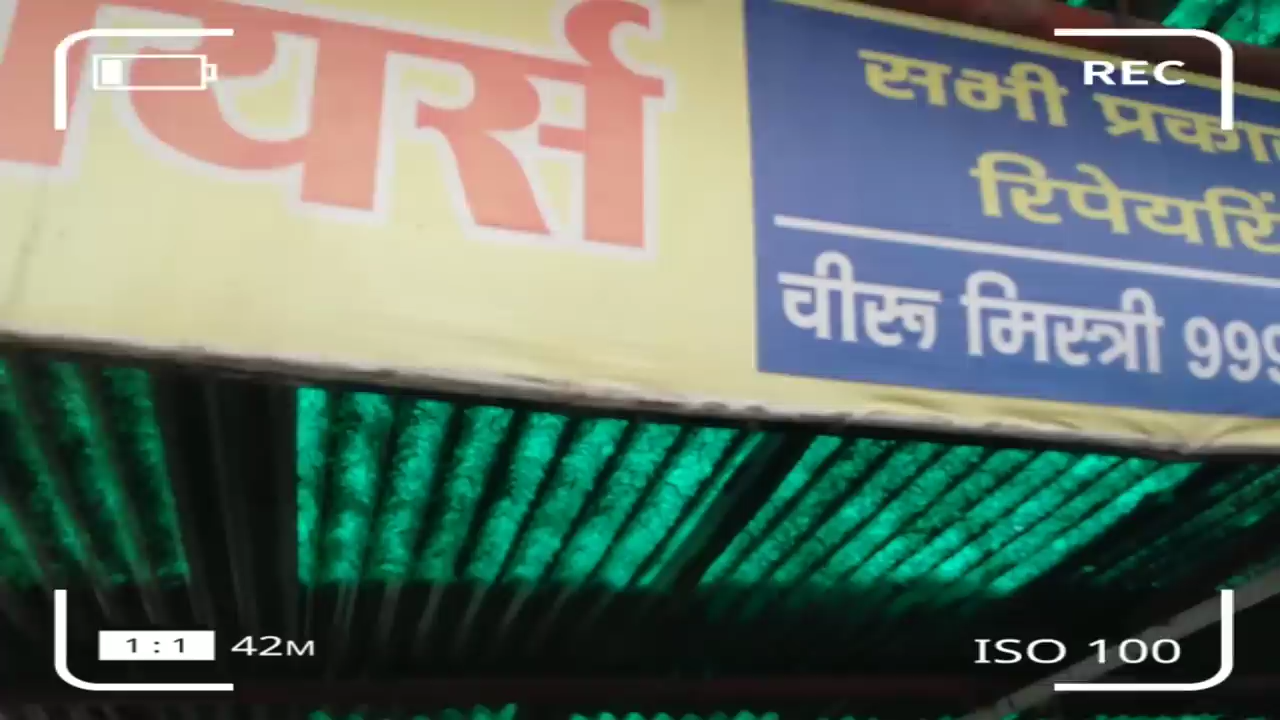 यर्स
सभी प्रका
रिपेयरिं
वीरू मिस्त्री 999
REC
1:1 42M
ISO 100